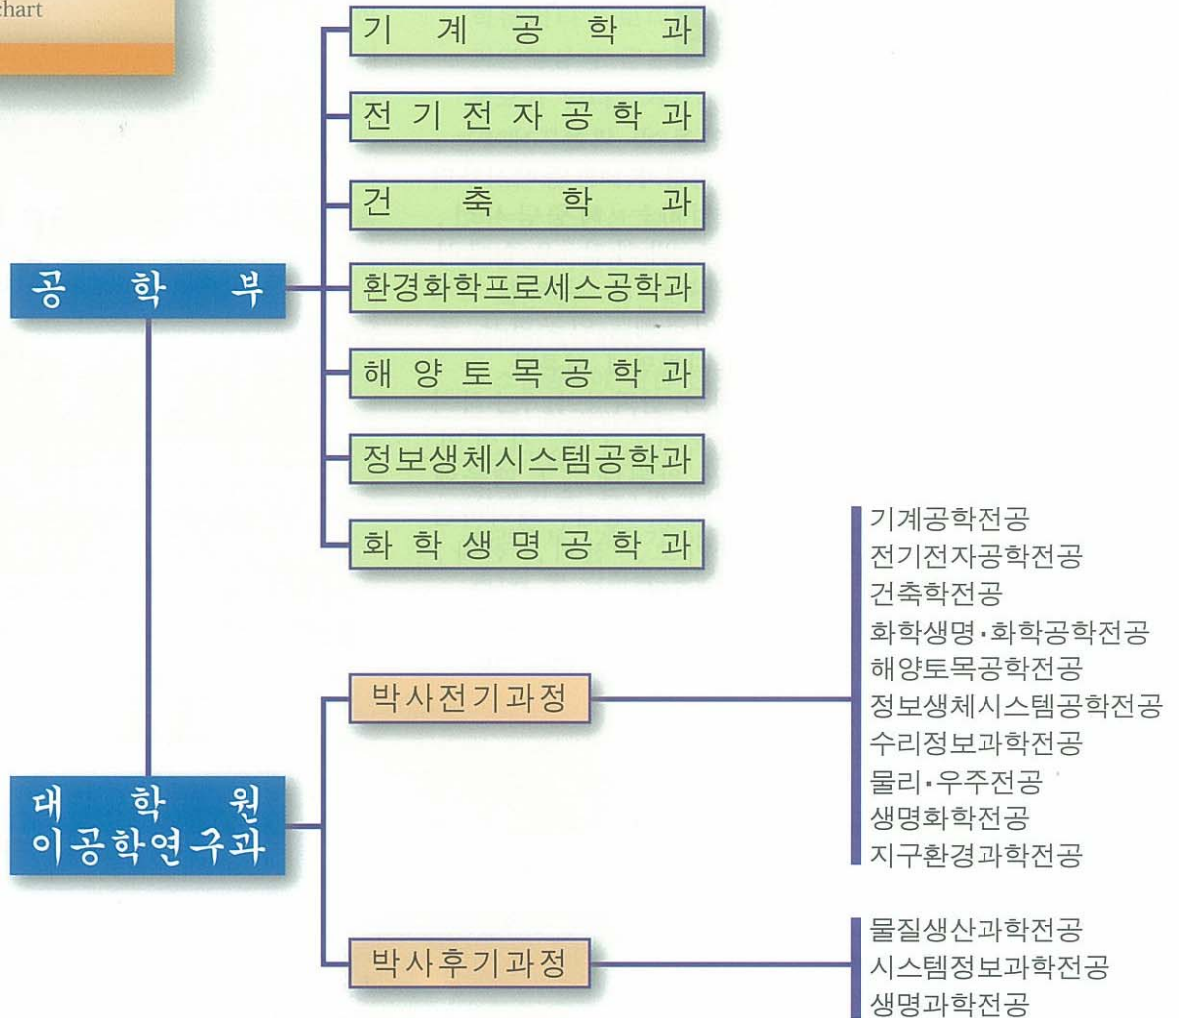 chart
기 계 공 학 과
전 기 전 자 공 학 과
건 축 학 과
공 학 부
환경화학프로세스공학과
해 양 토 목 공 학 과
정보생체시스템공학과
화 학 생 명 공 학 과
대 학 원
이공학연구과
박사전기과정
기계공학전공
전기전자공학전공
건축학전공
화학생명·화학공학전공
해양토목공학전공
정보생체시스템공학전공
수리정보과학전공
물리·우주전공
생명화학전공
지구환경과학전공
박사후기과정
물질생산과학전공
시스템정보과학전공
생명과학전공